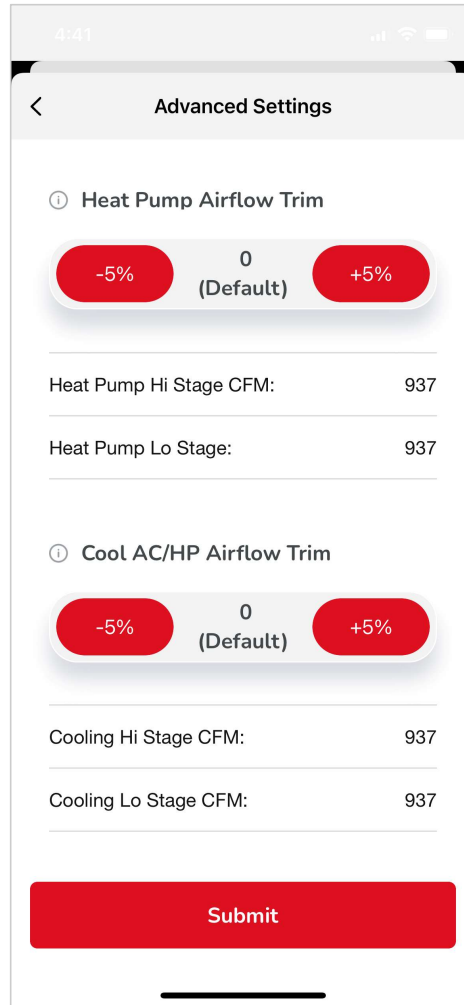 4:41
Advanced Settings
Heat Pump Airflow Trim
-5%
0
(Default)
+5%
Heat Pump Hi Stage CFM: 937
Heat Pump Lo Stage: 937
Cool AC/HP Airflow Trim
-5%
0
(Default)
+5%
Cooling Hi Stage CFM: 937
Cooling Lo Stage CFM: 937
Submit